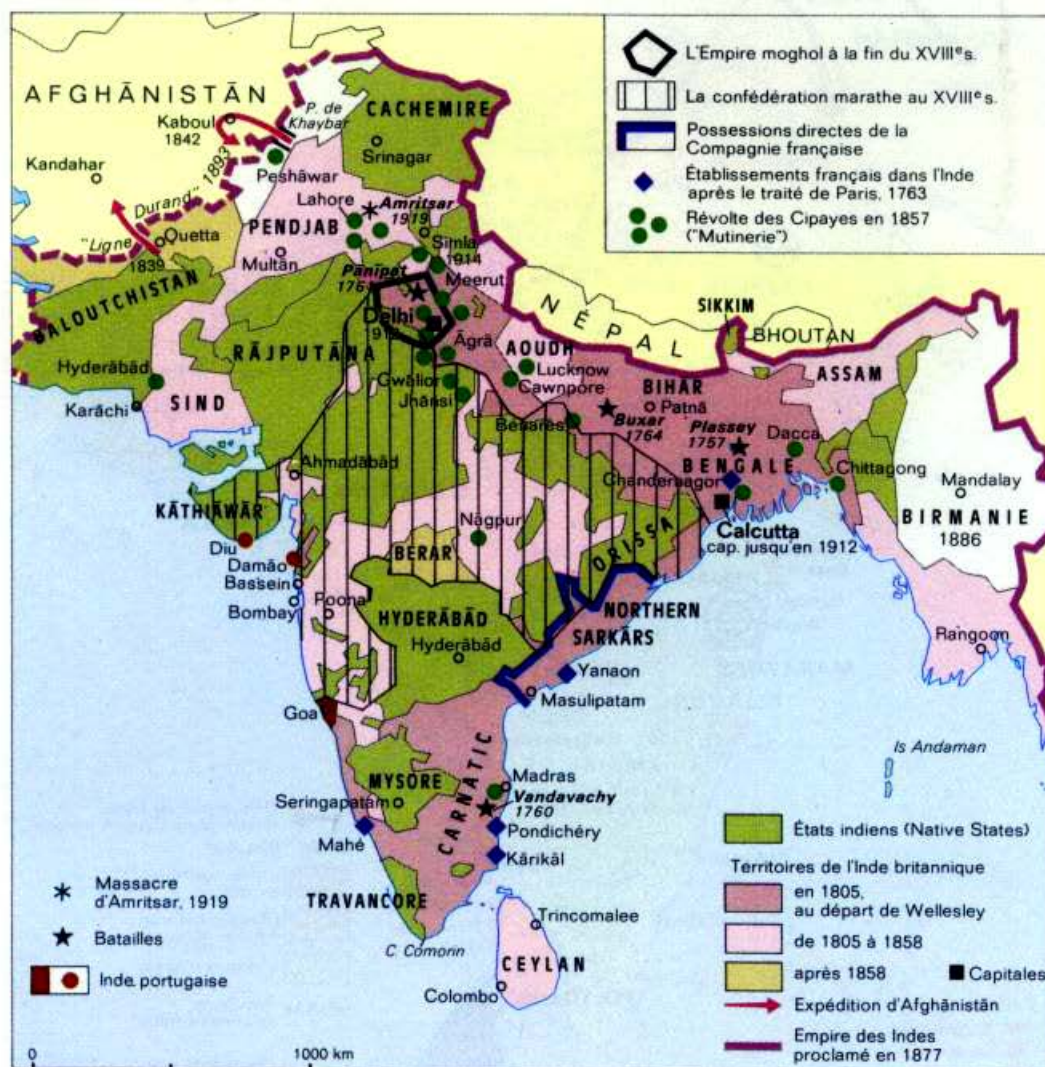 L'Empire moghol à la fin du XVIIIe s.
La confédération marathe au XVIIIe s.
Possessions directes de la
Compagnie française
Établissements français dans l'Inde
après le traité de Paris, 1763
Révolte des Cipayes en 1857
("Mutinerie")
AFGHĀNISTĀN
Kaboul
1842
P. de
Khaybar
CACHEMIRE
Srinagar
Kandahar
Peshāwar
"Ligne Durand" 1893
Lahore
Amritsar
1919
PENDJAB
Quetta
1839
Multān
Simla
1914
Pānīpat
Meerut
BALOUTCHISTAN
Delhi
NÉPAL
SIKKIM
BHOUTAN
RĀJPUTĀNA
Āgrā
AOUDH
Lucknow
Cawnpore
ASSAM
Hyderābād
Karāchi
SIND
Gwālior
Jhānsi
BIHAR
Patnā
Bénarès
Buxar
1764
Plassey
1757
Dacca
Ahmadābād
BENGALE
Chandernagor
Chittagong
Mandalay
KĀTHIĀWĀR
Nāgpur
Calcutta
cap. jusqu'en 1912
BIRMANIE
1886
Diu
Damão
BERAR
ORISSA
Bassein
Bombay
Poona
HYDERĀBĀD
Hyderābād
NORTHERN
SARKĀRS
Rangoon
Yanaon
Masulipatam
Goa
Is Andaman
MYSORE
CARNATIC
Madras
Seringapatam
Vandavachy
1760
Mahé
Pondichéry
Kārikāl
TRAVANCORE
Trincomalee
C. Comorin
CEYLAN
Colombo
Massacre
d'Amritsar, 1919
Batailles
Inde portugaise
États indiens (Native States)
Territoires de l'Inde britannique
en 1805,
au départ de Wellesley
de 1805 à 1858
après 1858
Capitales
Expédition d'Afghānistān
Empire des Indes
proclamé en 1877
0
1000 km